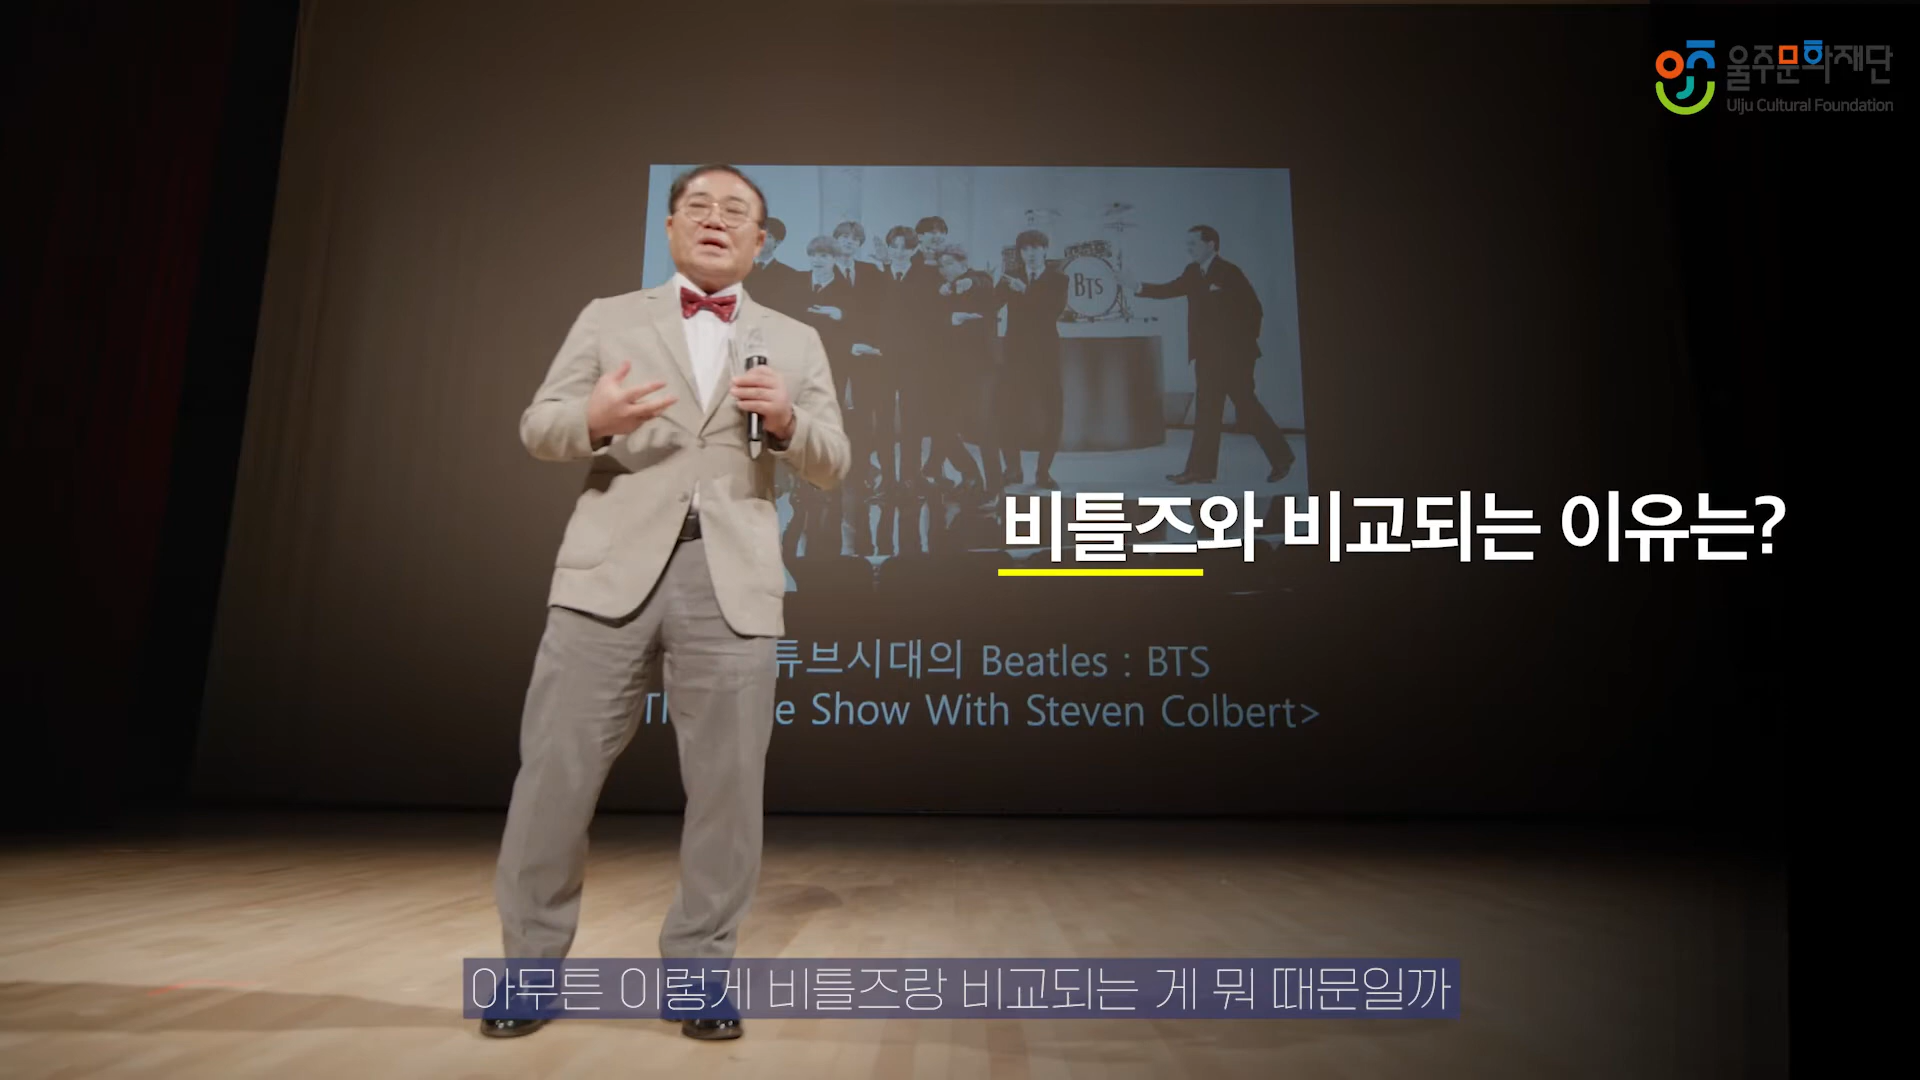 울주문화재단
Ulju Cultural Foundation
BTS
비틀즈와 비교되는 이유는?
튜브시대의 Beatles : BTS
Show With Steven Colbert>
아무튼 이렇게 비틀즈랑 비교되는 게 뭐 때문일까